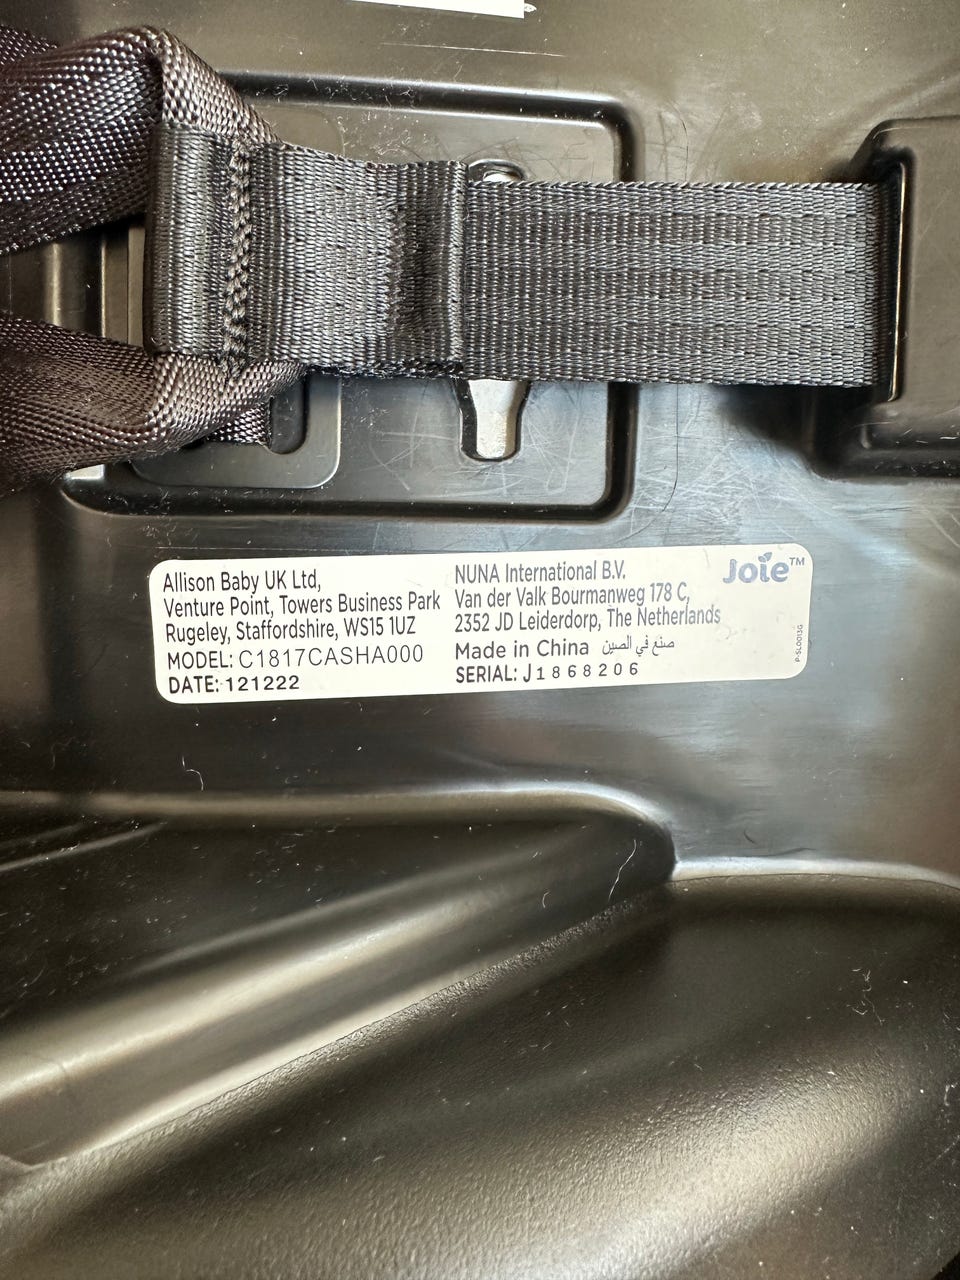 Allison Baby UK Ltd,
Venture Point, Towers Business Park
Rugeley, Staffordshire, WS15 1UZ
MODEL: C1817CASHA000
DATE: 121222
NUNA International B.V.
Van der Valk Bourmanweg 178 C,
2352 JD Leiderdorp, The Netherlands
Made in China صنع في الصين
SERIAL: J1868206
Joie™
P-SL0013G